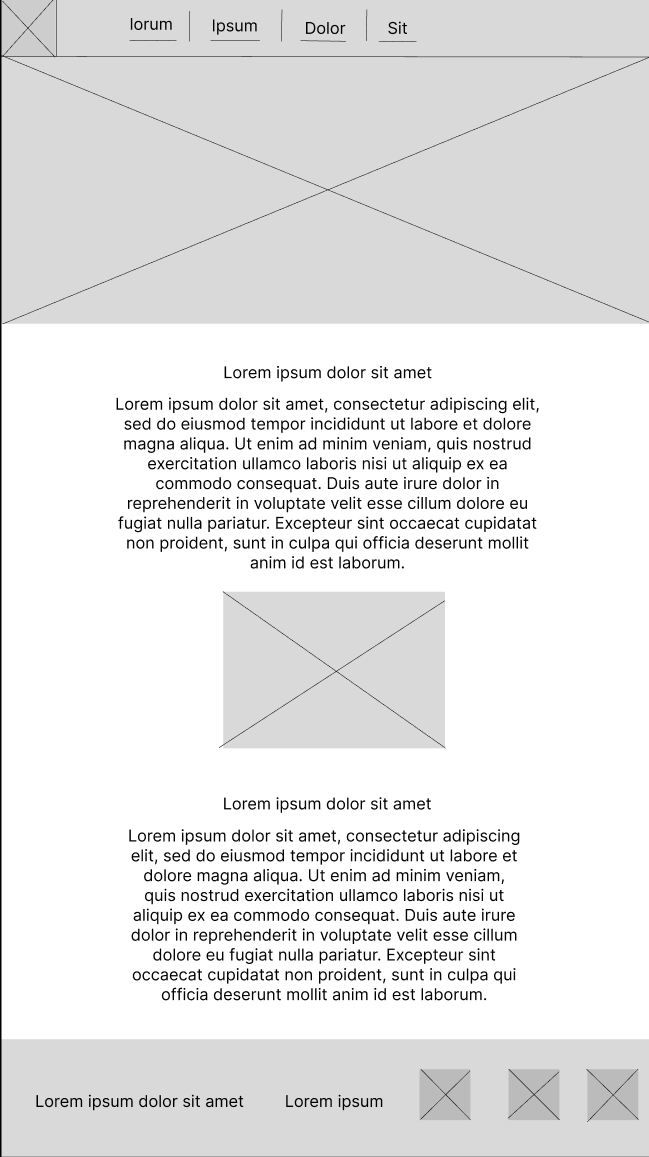 lorum
Ipsum
Dolor
Sit
Lorem ipsum dolor sit amet
Lorem ipsum dolor sit amet, consectetur adipiscing elit,
sed do eiusmod tempor incididunt ut labore et dolore
magna aliqua. Ut enim ad minim veniam, quis nostrud
exercitation ullamco laboris nisi ut aliquip ex ea
commodo consequat. Duis aute irure dolor in
reprehenderit in voluptate velit esse cillum dolore eu
fugiat nulla pariatur. Excepteur sint occaecat cupidatat
non proident, sunt in culpa qui officia deserunt mollit
anim id est laborum.
Lorem ipsum dolor sit amet
Lorem ipsum dolor sit amet, consectetur adipiscing
elit, sed do eiusmod tempor incididunt ut labore et
dolore magna aliqua. Ut enim ad minim veniam,
quis nostrud exercitation ullamco laboris nisi ut
aliquip ex ea commodo consequat. Duis aute irure
dolor in reprehenderit in voluptate velit esse cillum
dolore eu fugiat nulla pariatur. Excepteur sint
occaecat cupidatat non proident, sunt in culpa qui
officia deserunt mollit anim id est laborum.
Lorem ipsum dolor sit amet
Lorem ipsum